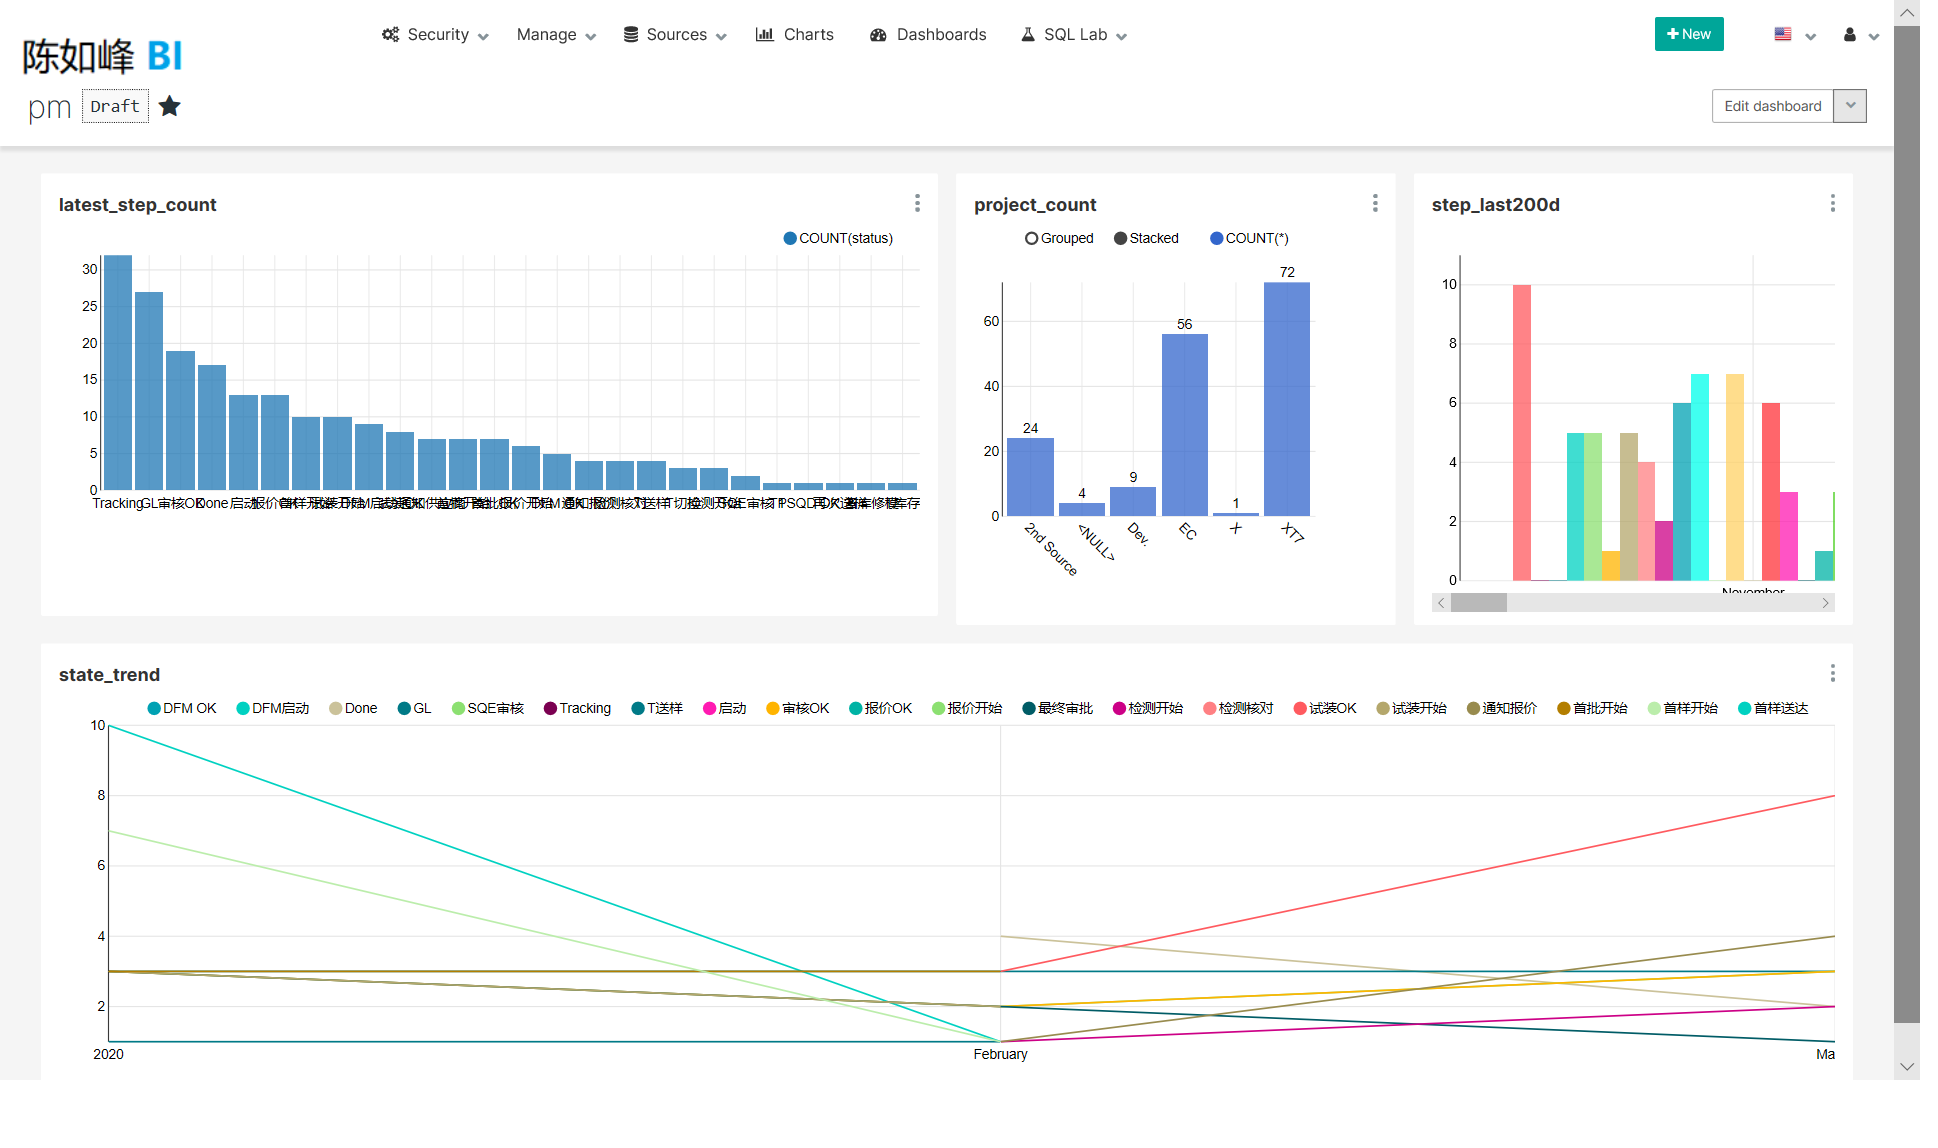 陈如峰 BI
Security Manage Sources Charts Dashboards SQL Lab
New
pm Draft
Edit dashboard
latest_step_count
COUNT(status)
30
25
20
15
10
5
0
Tracking GL 审核OK Done 启动
project_count
Grouped Stacked COUNT(*)
72
60
56
40
24
20
9
4
1
0
2nd Source <NULL> Dev. EC X XT7
step_last200d
10
8
6
4
2
0
November
state_trend
DFM OK DFM启动 Done GL SQE审核 Tracking T送样 启动 审核OK 报价OK 报价开始 最终审批 检测开始 检测核对 试装OK 试装开始 通知报价 首批开始 首样开始 首样送达
10
8
6
4
2
2020 February Ma